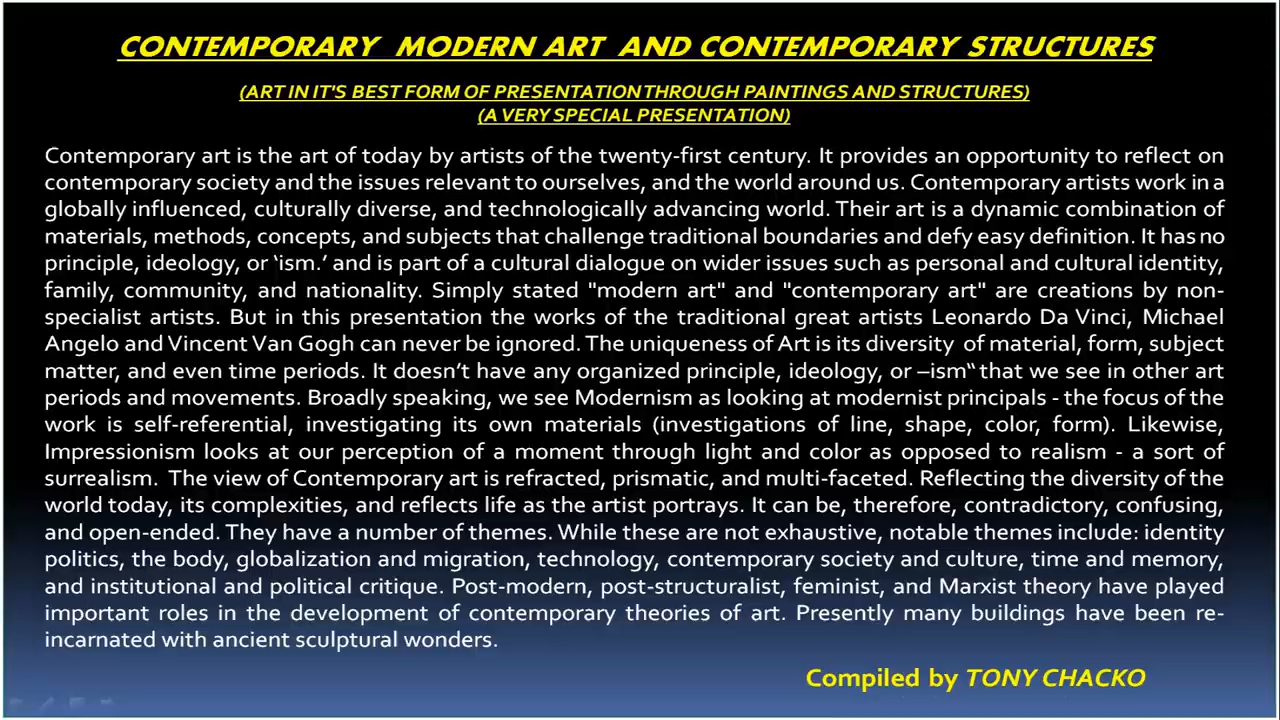 CONTEMPORARY MODERN ART AND CONTEMPORARY STRUCTURES
(ART IN IT'S BEST FORM OF PRESENTATION THROUGH PAINTINGS AND STRUCTURES)
(A VERY SPECIAL PRESENTATION)
Contemporary art is the art of today by artists of the twenty-first century. It provides an opportunity to reflect on
contemporary society and the issues relevant to ourselves, and the world around us. Contemporary artists work in a
globally influenced, culturally diverse, and technologically advancing world. Their art is a dynamic combination of
materials, methods, concepts, and subjects that challenge traditional boundaries and defy easy definition. It has no
principle, ideology, or ‘ism.’ and is part of a cultural dialogue on wider issues such as personal and cultural identity,
family, community, and nationality. Simply stated "modern art" and "contemporary art" are creations by non-
specialist artists. But in this presentation the works of the traditional great artists Leonardo Da Vinci, Michael
Angelo and Vincent Van Gogh can never be ignored. The uniqueness of Art is its diversity of material, form, subject
matter, and even time periods. It doesn’t have any organized principle, ideology, or –ism“ that we see in other art
periods and movements. Broadly speaking, we see Modernism as looking at modernist principals - the focus of the
work is self-referential, investigating its own materials (investigations of line, shape, color, form). Likewise,
Impressionism looks at our perception of a moment through light and color as opposed to realism - a sort of
surrealism. The view of Contemporary art is refracted, prismatic, and multi-faceted. Reflecting the diversity of the
world today, its complexities, and reflects life as the artist portrays. It can be, therefore, contradictory, confusing,
and open-ended. They have a number of themes. While these are not exhaustive, notable themes include: identity
politics, the body, globalization and migration, technology, contemporary society and culture, time and memory,
and institutional and political critique. Post-modern, post-structuralist, feminist, and Marxist theory have played
important roles in the development of contemporary theories of art. Presently many buildings have been re-
incarnated with ancient sculptural wonders.
Compiled by TONY CHACKO